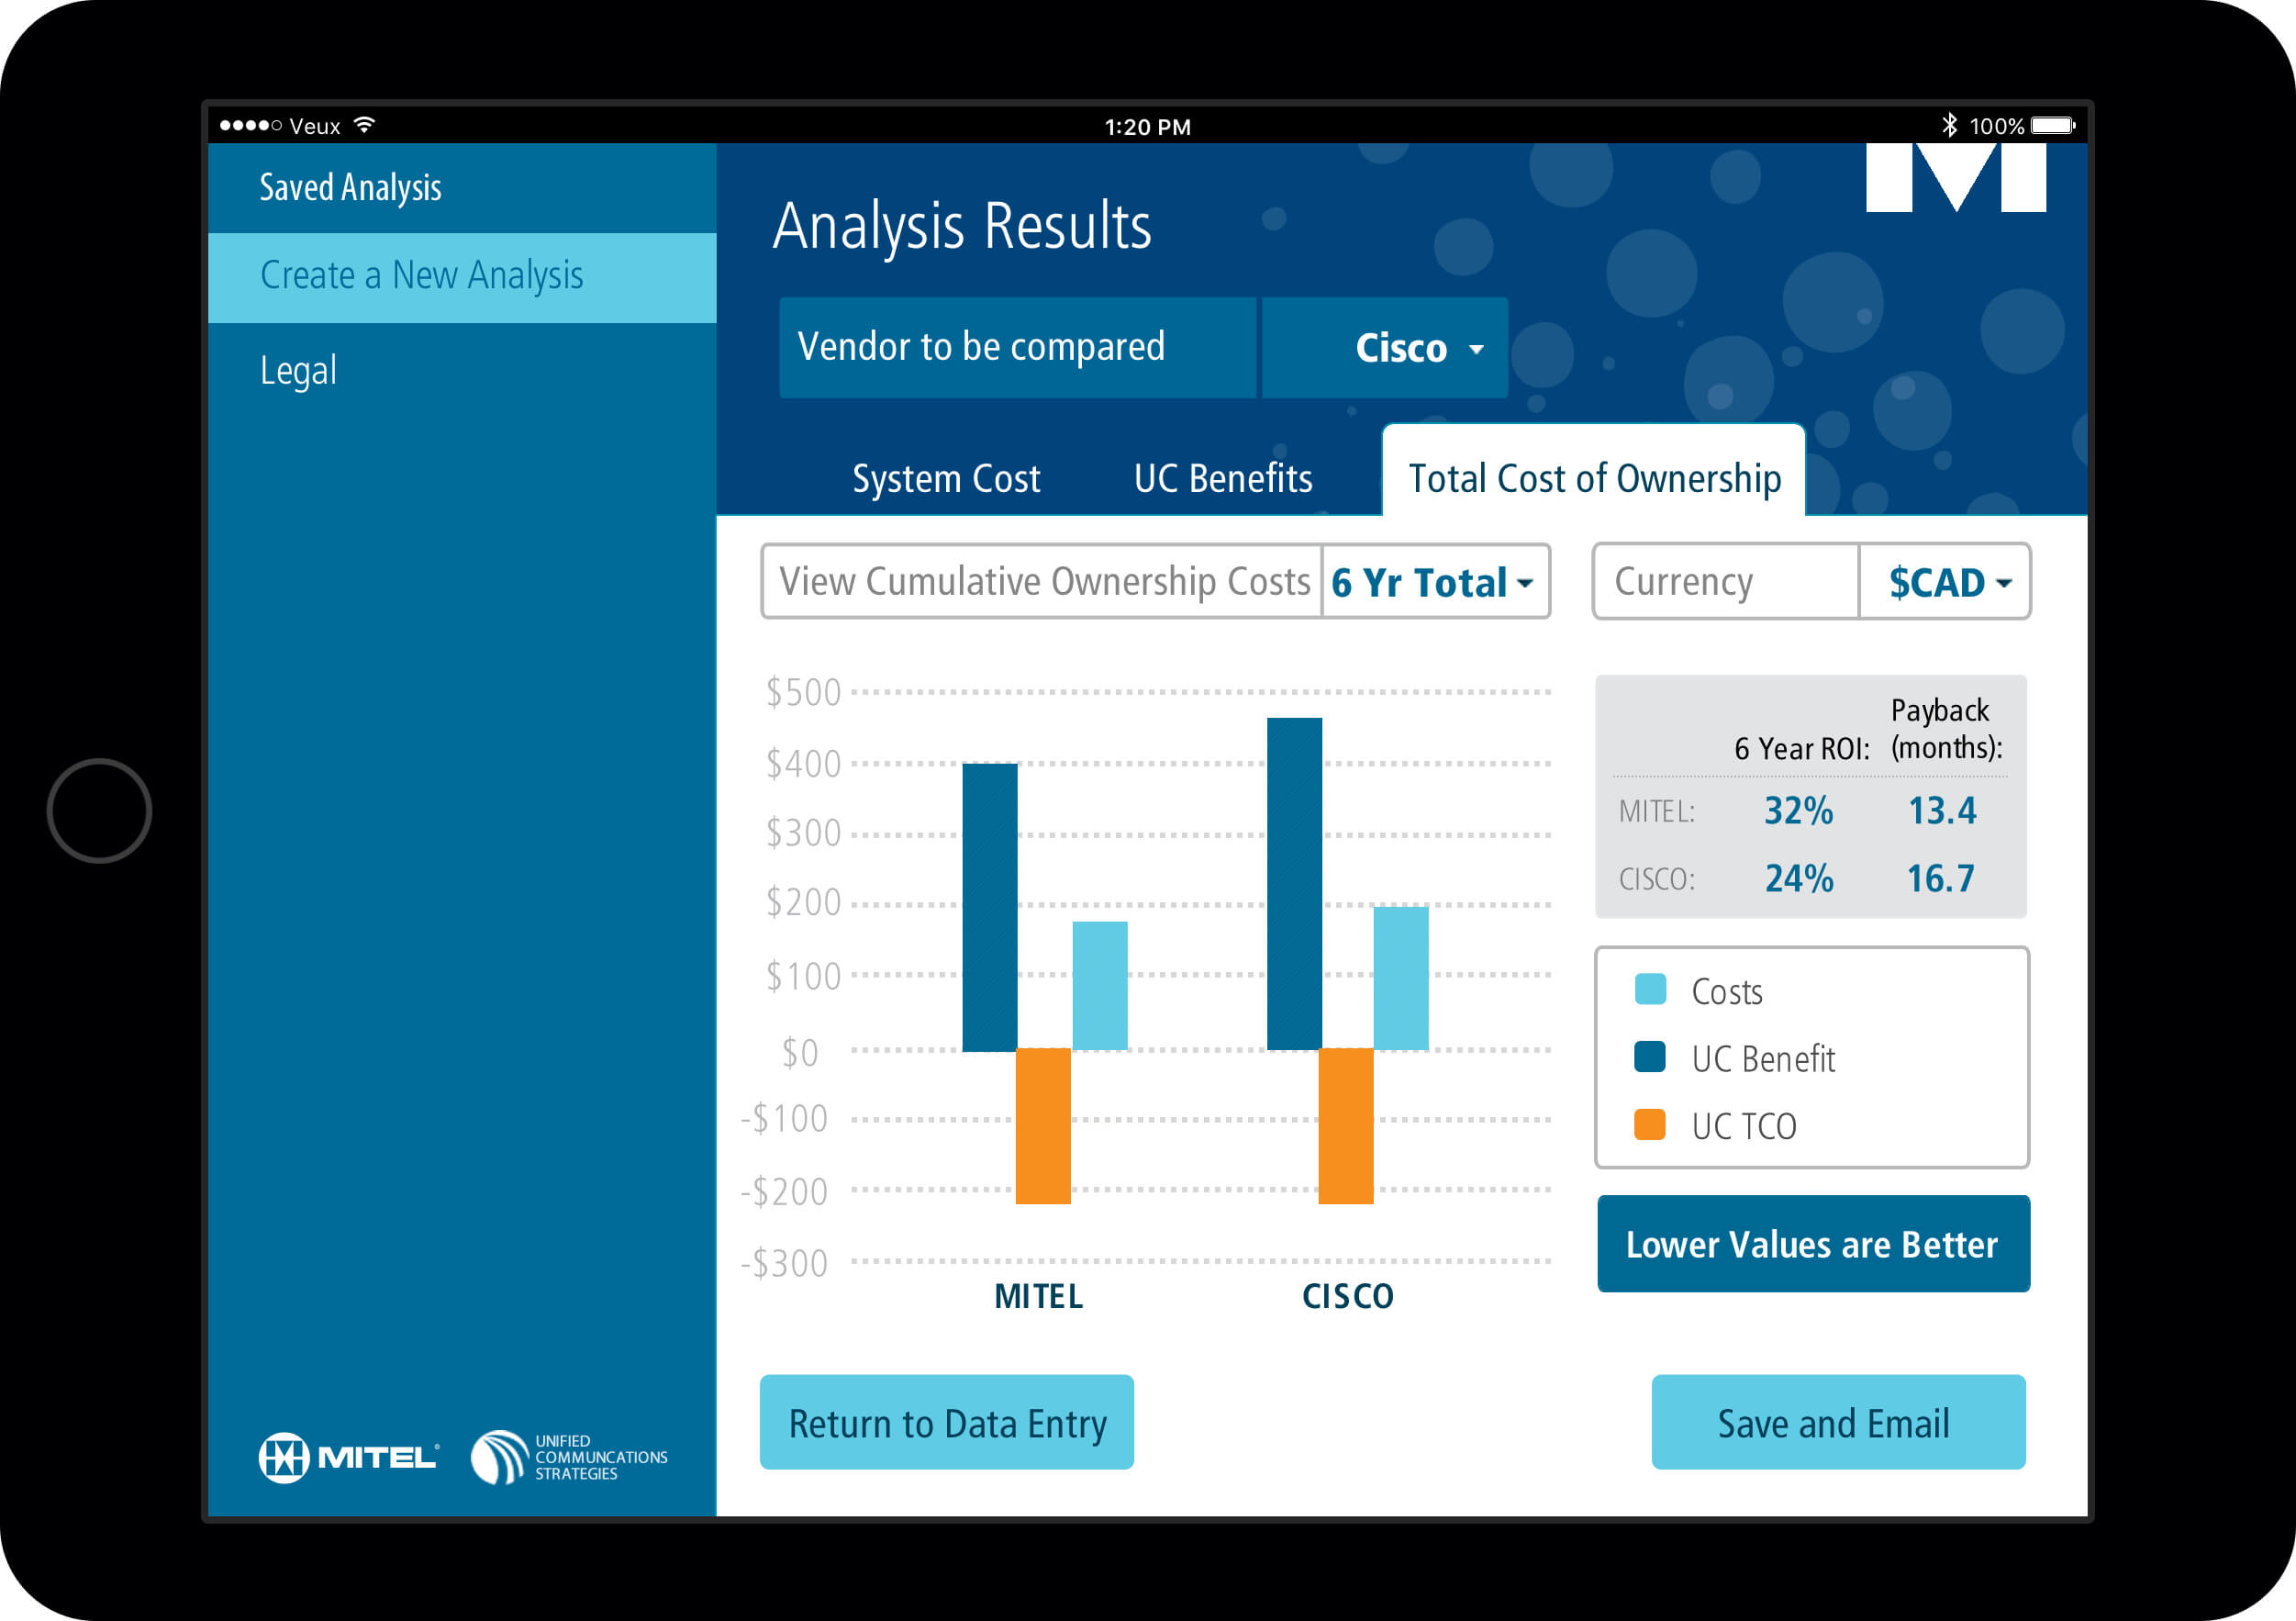 Veux
1:20 PM
100%
Saved Analysis
Create a New Analysis
Legal
Analysis Results
Vendor to be compared
Cisco
System Cost
UC Benefits
Total Cost of Ownership
View Cumulative Ownership Costs
6 Yr Total
Currency
$CAD
$500
$400
$300
$200
$100
$0
-$100
-$200
-$300
MITEL
CISCO
6 Year ROI:
Payback
(months):
MITEL:
32%
13.4
CISCO:
24%
16.7
Costs
UC Benefit
UC TCO
Lower Values are Better
Return to Data Entry
Save and Email
MITEL®
UNIFIED
COMMUNCATIONS
STRATEGIES